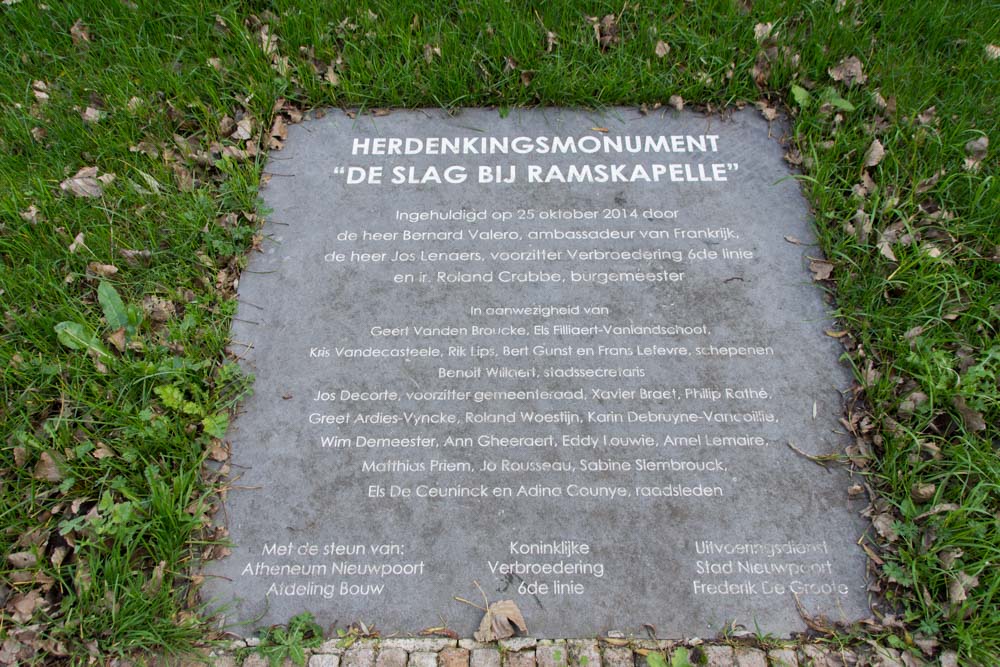 HERDENKINGSMONUMENT
“DE SLAG BIJ RAMSKAPELLE”
Ingehuldigd op 25 oktober 2014 door
de heer Bernard Valero, ambassadeur van Frankrijk,
de heer Jos Lenaers, voorzitter Verbroedering 6de linie
en ir. Roland Crabbe, burgemeester
In aanwezigheid van
Geert Vanden Broucke, Els Filliaert-Vanlandschoot,
Kris Vandecasteele, Rik Lips, Bert Gunst en Frans Lefevre, schepenen
Benoit Willaert, stadssecretaris
Jos Decorte, voorzitter gemeenteraad, Xavier Braet, Philip Rathé,
Greet Ardies-Vyncke, Roland Woestijn, Karin Debruyne-Vancoillie,
Wim Demeester, Ann Gheeraert, Eddy Louwie, Arnel Lemaire,
Matthias Priem, Jo Rousseau, Sabine Slembrouck,
Els De Ceuninck en Adina Counye, raadsleden
Met de steun van:
Atheneum Nieuwpoort
Afdeling Bouw
Koninklijke
Verbroedering
6de linie
Uitvoeringsdienst
Stad Nieuwpoort
Frederik De Groote